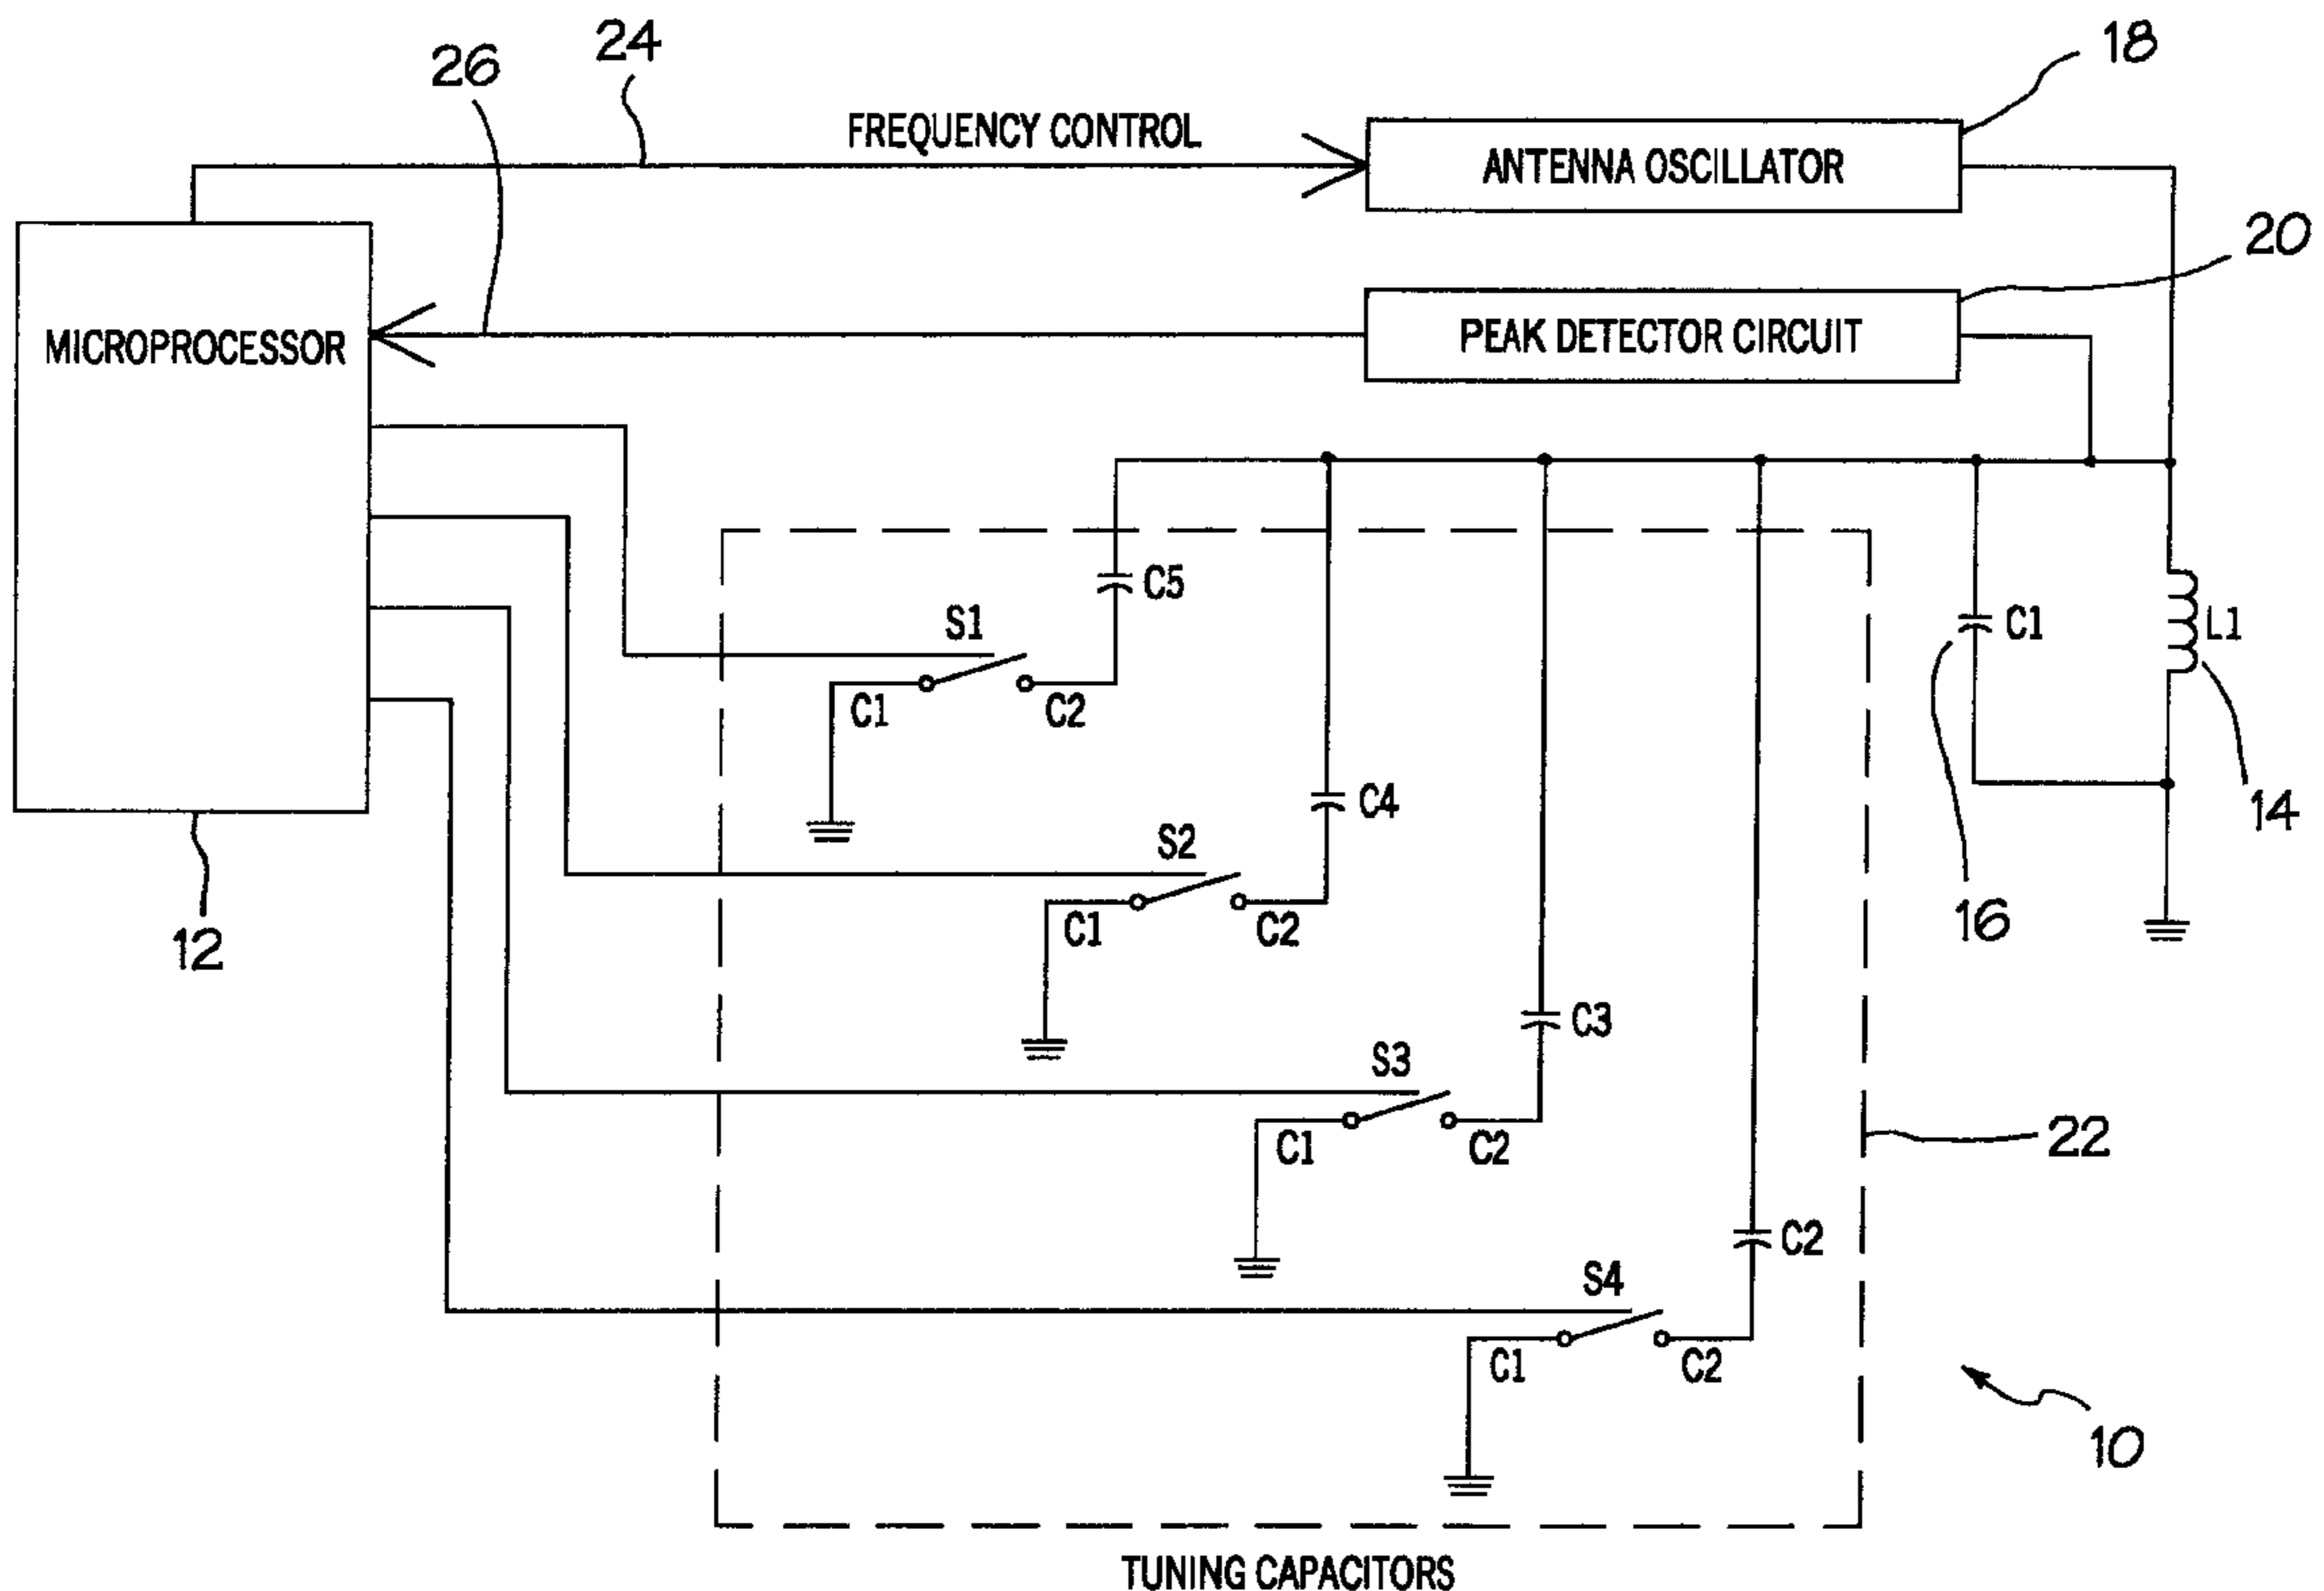 24
18
26
FREQUENCY CONTROL
ANTENNA OSCILLATOR
20
MICROPROCESSOR
PEAK DETECTOR CIRCUIT
C5
S1
C1
L1
C1
C2
C4
14
S2
16
C1
C2
12
C3
S3
22
C1
C2
C2
S4
C1
C2
10
TUNING CAPACITORS